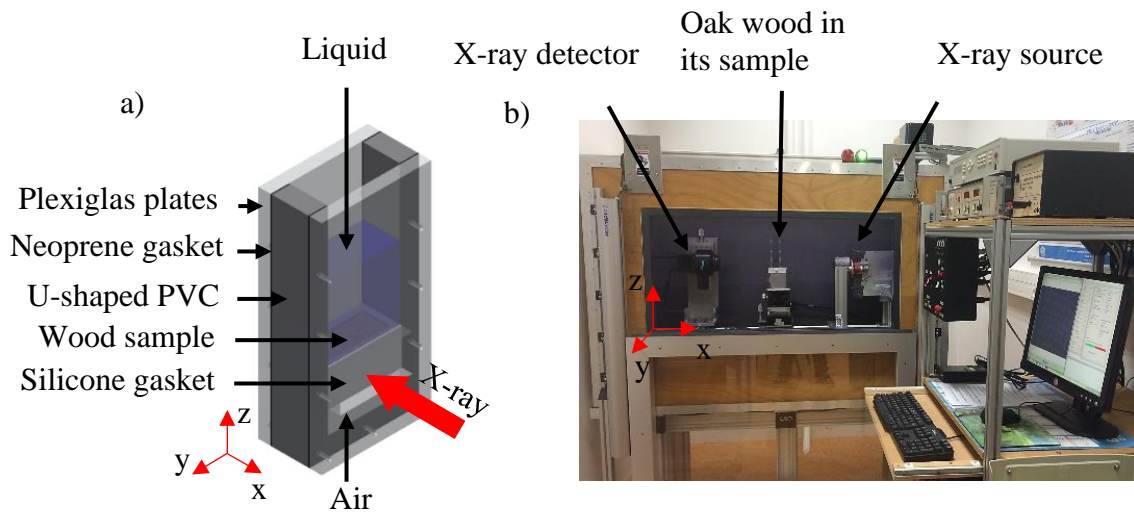 Liquid
a)
Plexiglas plates
Neoprene gasket
U-shaped PVC
Wood sample
Silicone gasket
X-ray
z
y
x
Air
X-ray detector
Oak wood in
its sample
X-ray source
b)
z
x
y